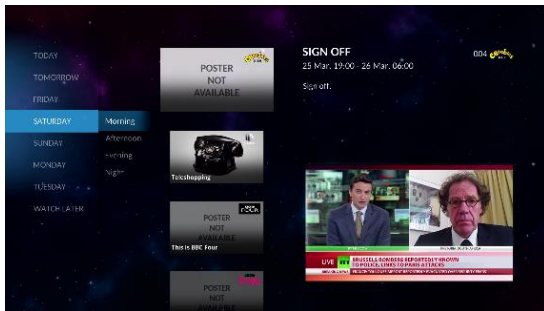 TODAY
TOMORROW
FRIDAY
SATURDAY
SUNDAY
MONDAY
TUESDAY
WATCH LATER
Morning
Afternoon
Evening
Night
POSTER
NOT
AVAILABLE
Teleshopping
FOUR
POSTER
NOT
AVAILABLE
This is BBC Four
POSTER
NOT
SIGN OFF
004
25 Mar. 19:00 - 26 Mar. 06:00
Sign off.
LIVE RT BRUSSELS BOMBERS REPORTEDLY KNOWN
TO POLICE, LINKS TO PARIS ATTACKS